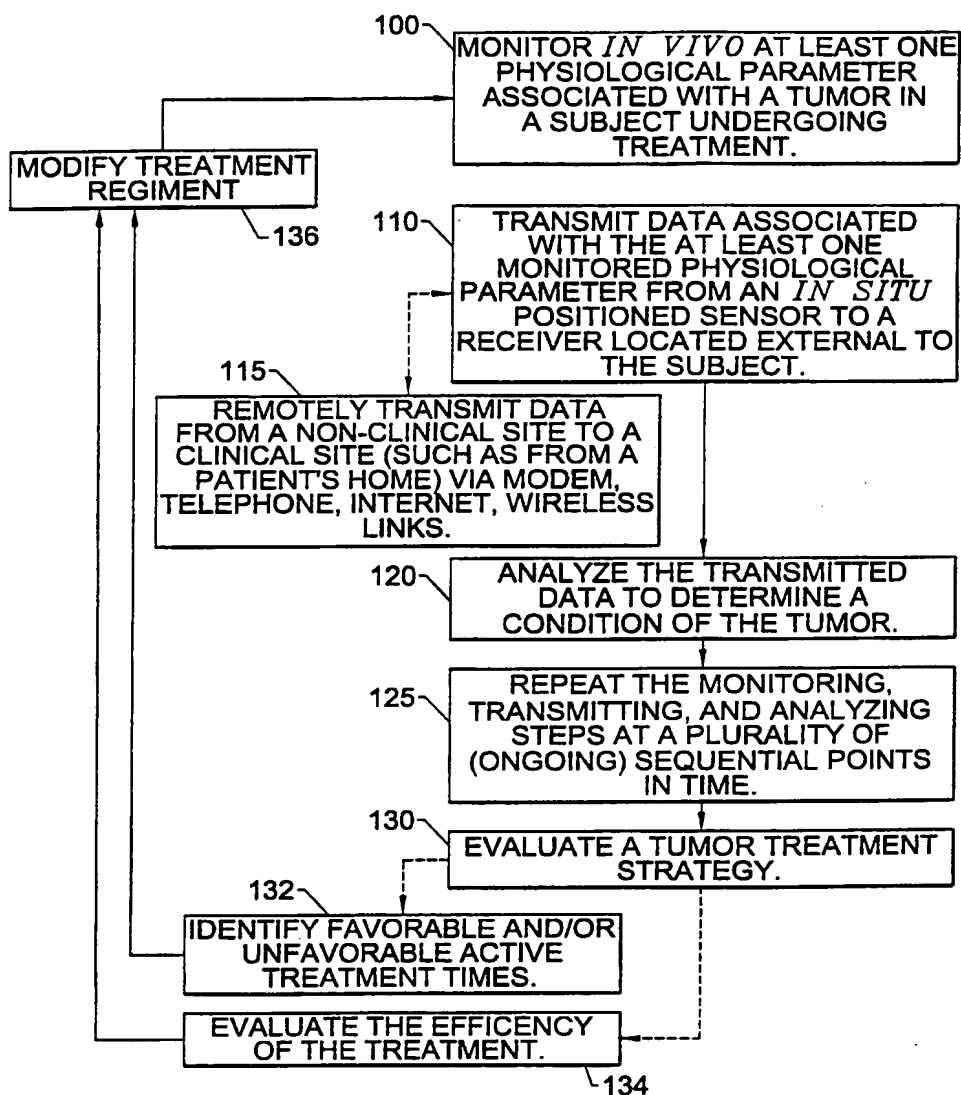 100
MONITOR IN VIVO AT LEAST ONE
PHYSIOLOGICAL PARAMETER
ASSOCIATED WITH A TUMOR IN
A SUBJECT UNDERGOING
TREATMENT.
MODIFY TREATMENT
REGIMENT
136
110
TRANSMIT DATA ASSOCIATED
WITH THE AT LEAST ONE
MONITORED PHYSIOLOGICAL
PARAMETER FROM AN IN SITU
POSITIONED SENSOR TO A
RECEIVER LOCATED EXTERNAL TO
THE SUBJECT.
115
REMOTELY TRANSMIT DATA
FROM A NON-CLINICAL SITE TO A
CLINICAL SITE (SUCH AS FROM A
PATIENT'S HOME) VIA MODEM,
TELEPHONE, INTERNET, WIRELESS
LINKS.
120
ANALYZE THE TRANSMITTED
DATA TO DETERMINE A
CONDITION OF THE TUMOR.
125
REPEAT THE MONITORING,
TRANSMITTING, AND ANALYZING
STEPS AT A PLURALITY OF
(ONGOING) SEQUENTIAL POINTS
IN TIME.
130
EVALUATE A TUMOR TREATMENT
STRATEGY.
132
IDENTIFY FAVORABLE AND/OR
UNFAVORABLE ACTIVE
TREATMENT TIMES.
EVALUATE THE EFFICENCY
OF THE TREATMENT.
134